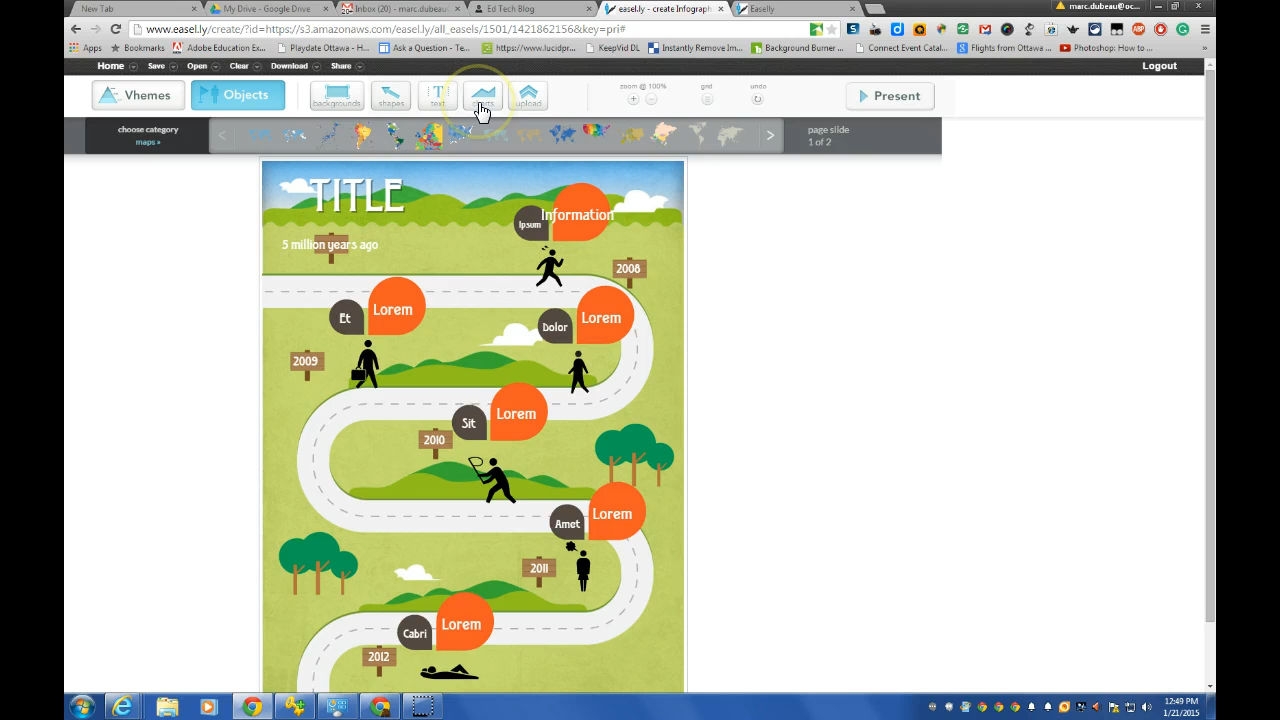 New Tab
My Drive - Google Drive
Inbox (20) - marc.dubeau
Ed Tech Blog
easel.ly - create Infograph
Easelly
marc.dubeau@oc...
www.easel.ly/create/?id=https://s3.amazonaws.com/easel.ly/all_easels/1501/1421862156&key=pri#
Apps
Bookmarks
Adobe Education Ex...
Playdate Ottawa - H...
Ask a Question - Te...
https://www.lucidpr...
KeepVid DL
Instantly Remove Im...
Background Burner ...
Connect Event Catal...
Flights from Ottawa ...
Photoshop: How to ...
Home
Save
Open
Clear
Download
Share
Logout
Vhemes
Objects
backgrounds
shapes
text
upload
zoom @ 100%
grid
undo
Present
choose category
maps »
page slide
1 of 2
TITLE
Information
Ipsum
5 million years ago
2008
Lorem
Et
Lorem
Dolor
2009
Lorem
Sit
2010
Lorem
Amet
2011
Lorem
Cabri
2012
12:49 PM
1/21/2015